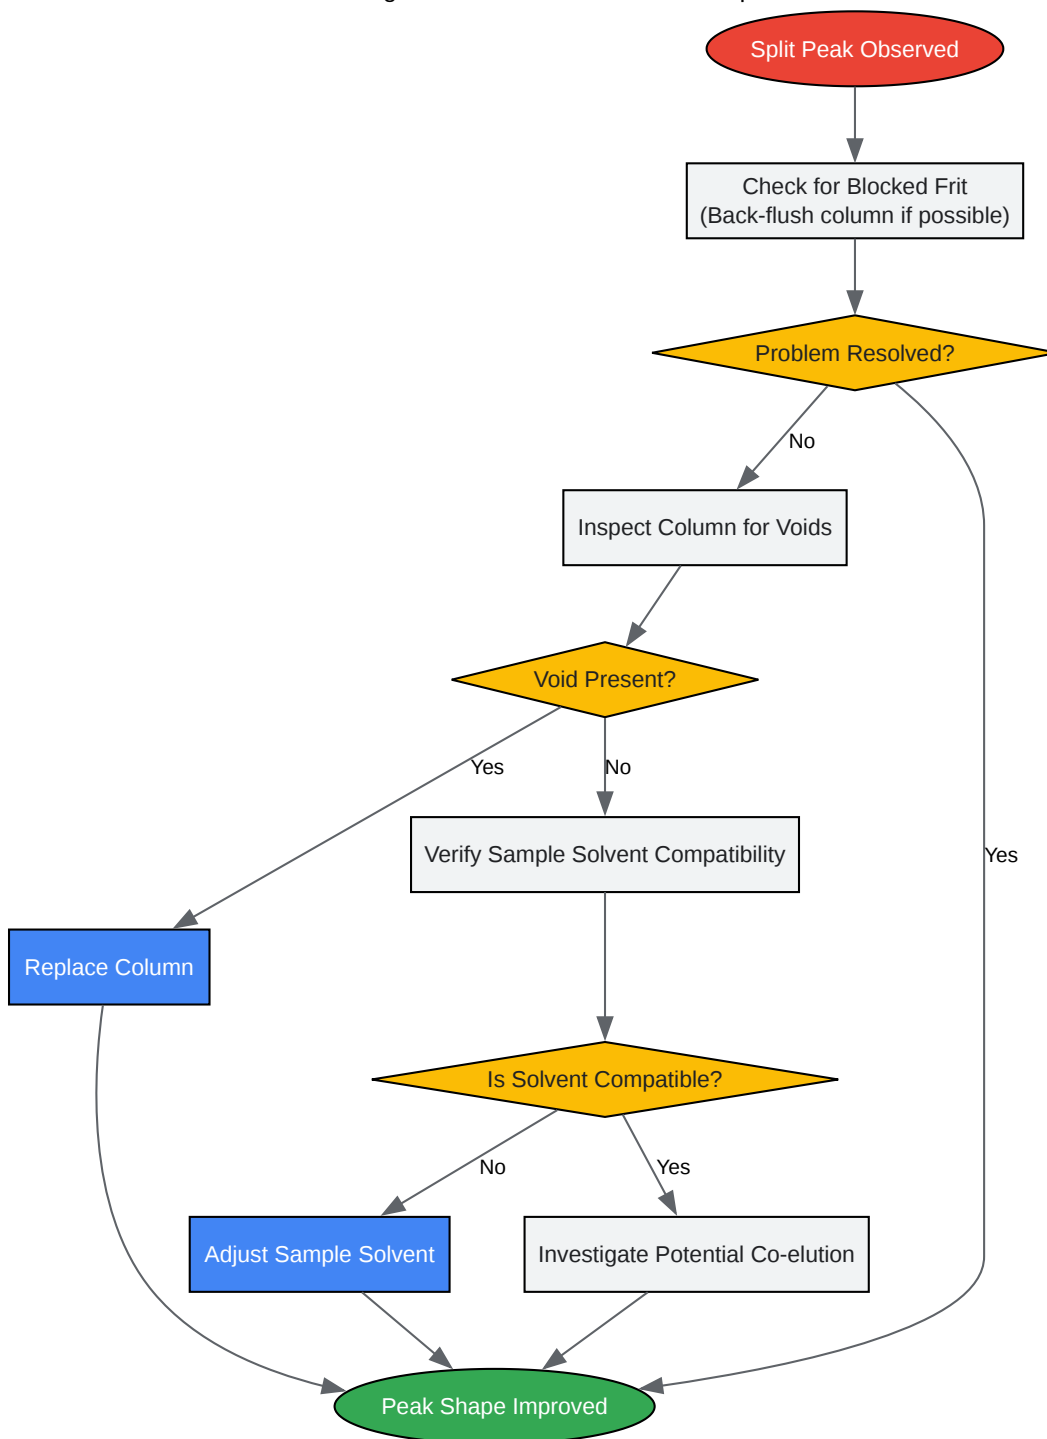 Split Peak Observed
Check for Blocked Frit
(Back-flush column if possible)
Problem Resolved?
No
Inspect Column for Voids
Void Present?
Yes
No
Verify Sample Solvent Compatibility
Yes
Replace Column
Is Solvent Compatible?
No
Yes
Adjust Sample Solvent
Investigate Potential Co-elution
Peak Shape Improved